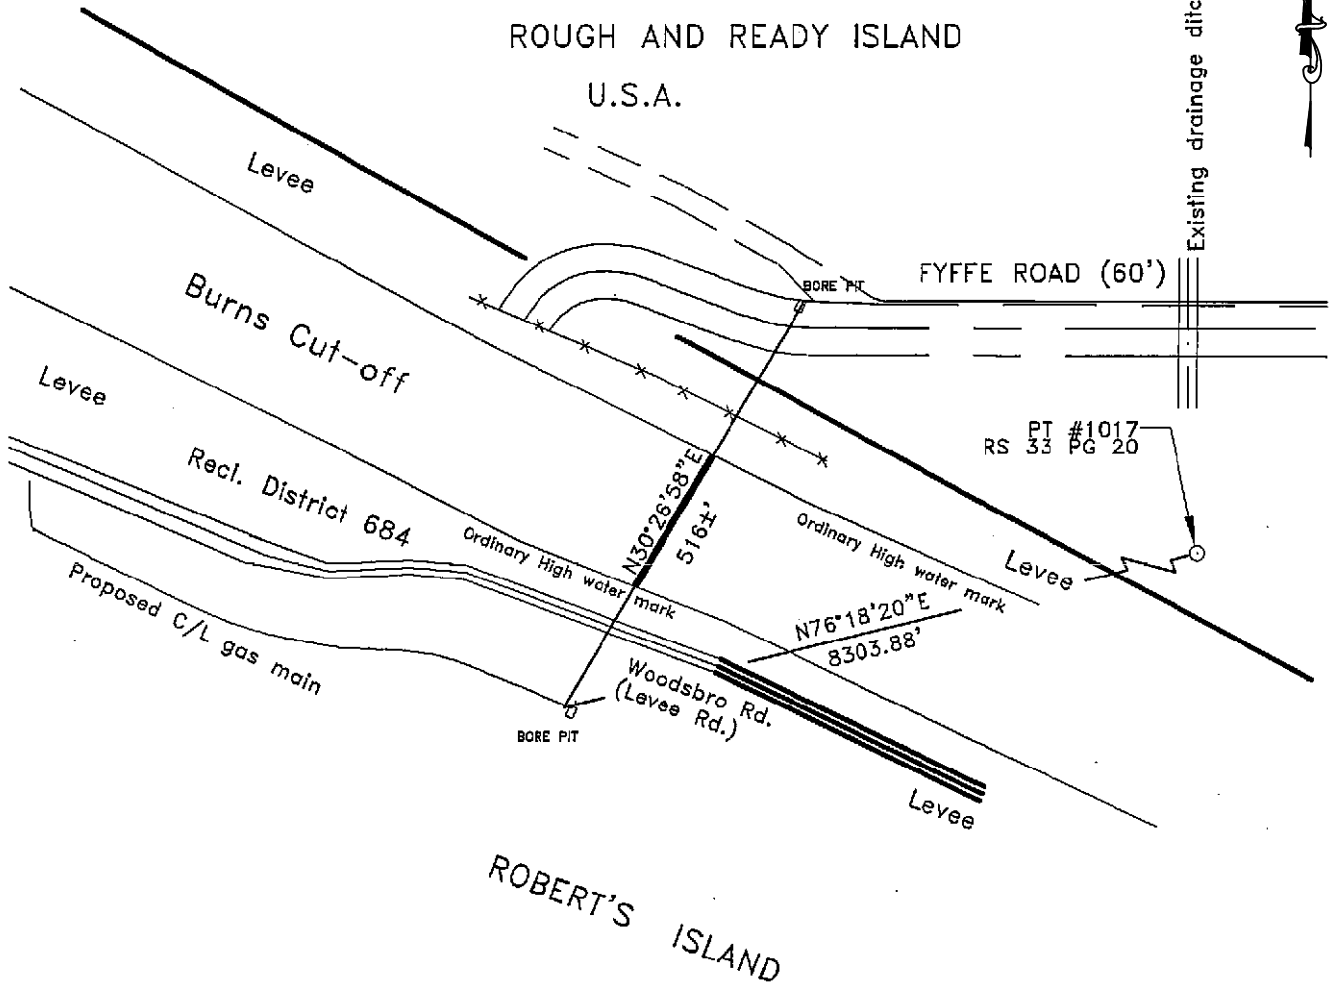 ROUGH AND READY ISLAND
U.S.A.
Existing drainage
Levee
FYFFE ROAD (60')
BORE PIT
Burns Cut-off
Levee
PT #1017
RS 33 PG 20
Recl. District 684
N30°26'58"E
516±'
Ordinary High water mark
Ordinary High water mark
Levee
Proposed C/L gas main
N76°18'20"E
8303.88'
Woodsbro Rd.
(Levee Rd.)
BORE PIT
Levee
ROBERT'S ISLAND